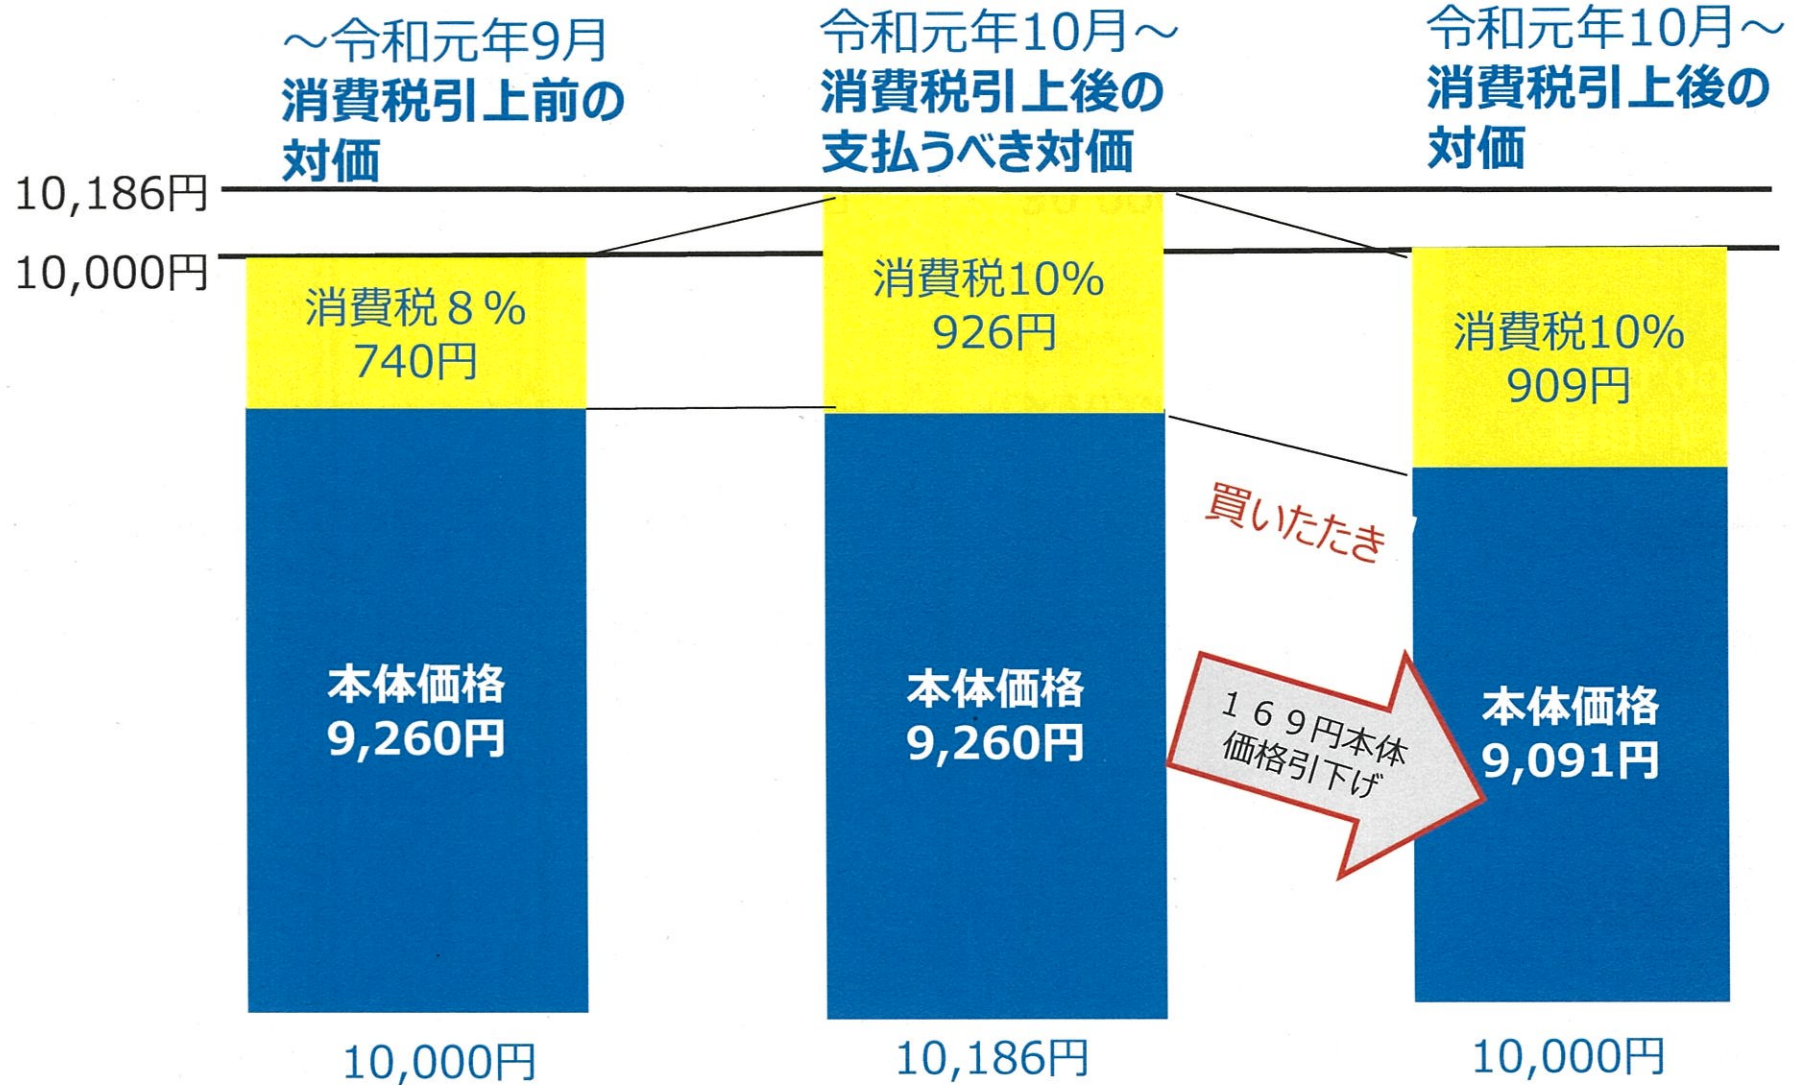 ～令和元年9月
消費税引上前の
対価
令和元年10月～
消費税引上後の
支払うべき対価
令和元年10月～
消費税引上後の
対価
10,186円
10,000円
消費税８%
740円
消費税10%
926円
消費税10%
909円
買いたたき
本体価格
9,260円
本体価格
9,260円
１６９円本体
価格引下げ
本体価格
9,091円
10,000円
10,186円
10,000円